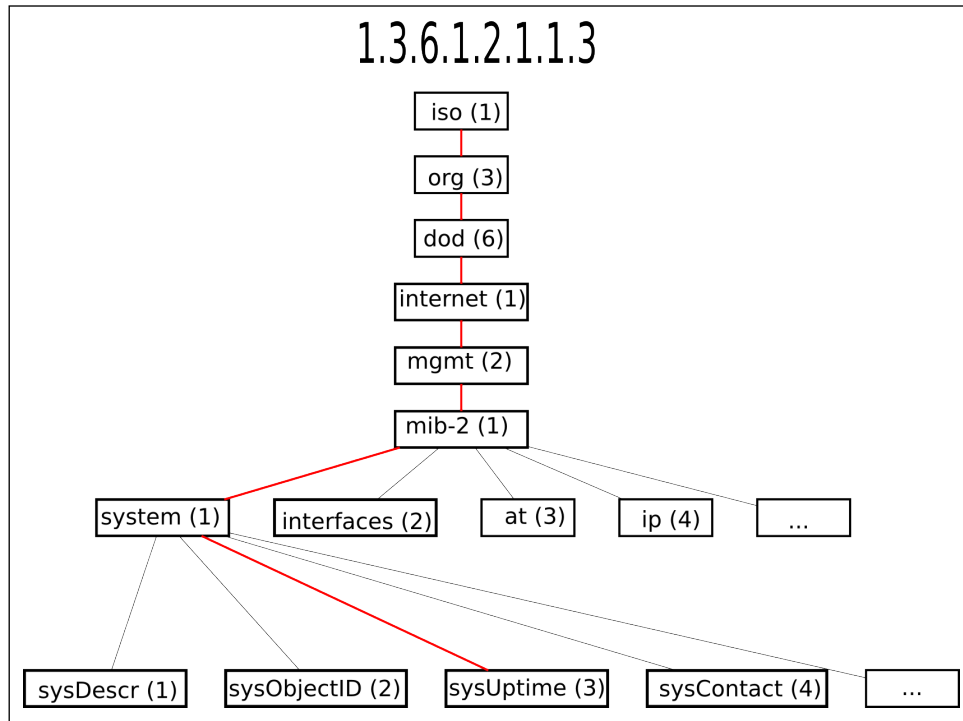 1.3.6.1.2.1.1.3
iso (1)
org (3)
dod (6)
internet (1)
mgmt (2)
mib-2 (1)
system (1)
interfaces (2)
at (3)
ip (4)
...
sysDescr (1)
sysObjectID (2)
sysUptime (3)
sysContact (4)
...